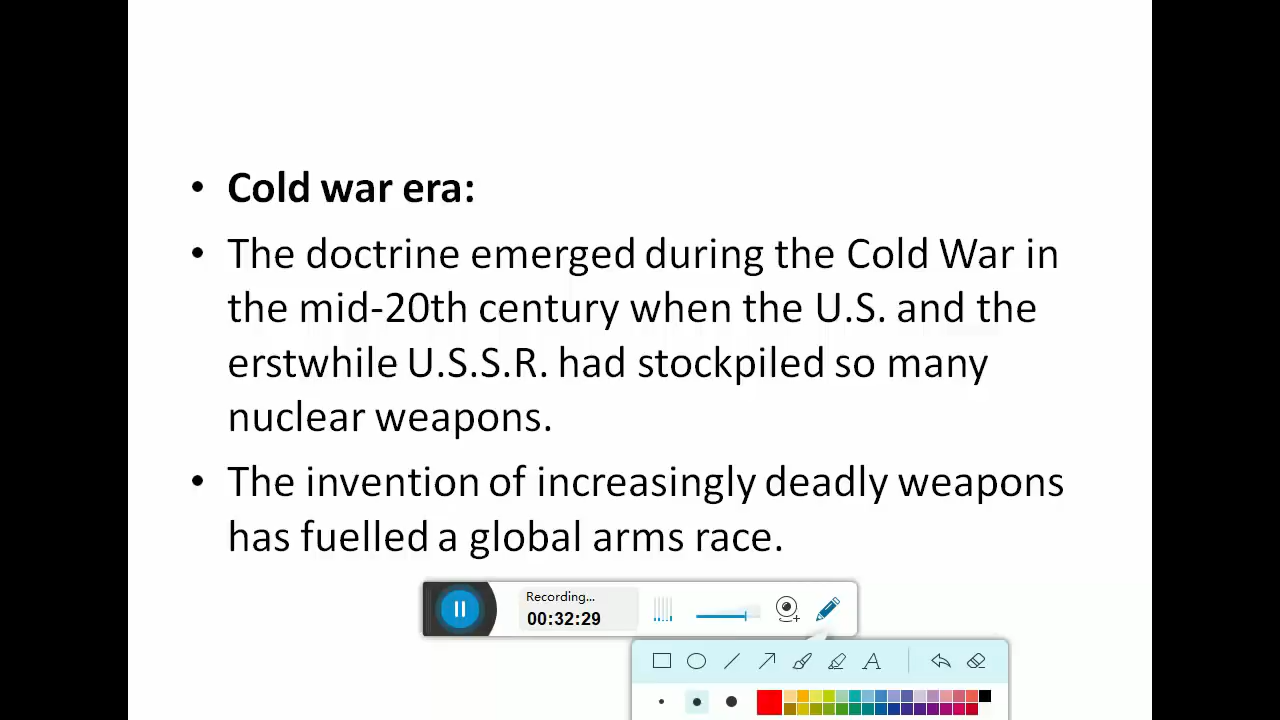 • Cold war era:
• The doctrine emerged during the Cold War in
the mid-20th century when the U.S. and the
erstwhile U.S.S.R. had stockpiled so many
nuclear weapons.
• The invention of increasingly deadly weapons
has fuelled a global arms race.
Recording...
00:32:29
A